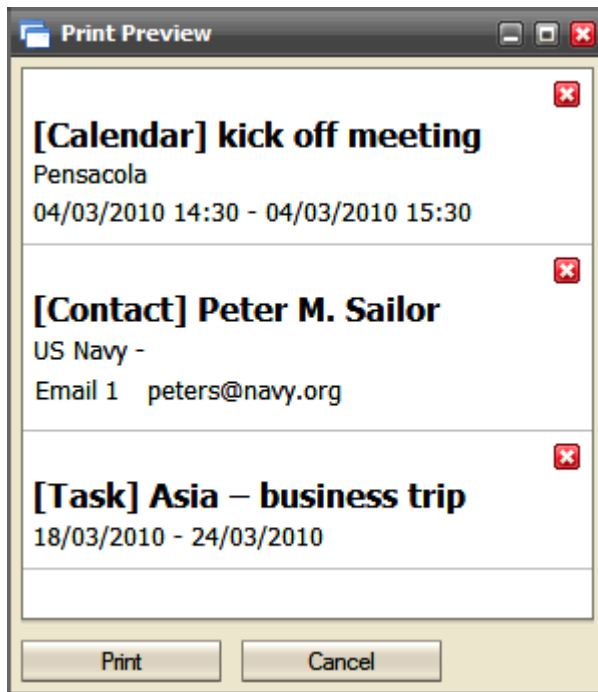 Print Preview
[Calendar] kick off meeting
Pensacola
04/03/2010 14:30 - 04/03/2010 15:30
[Contact] Peter M. Sailor
US Navy -
Email 1 peters@navy.org
[Task] Asia – business trip
18/03/2010 - 24/03/2010
Print Cancel